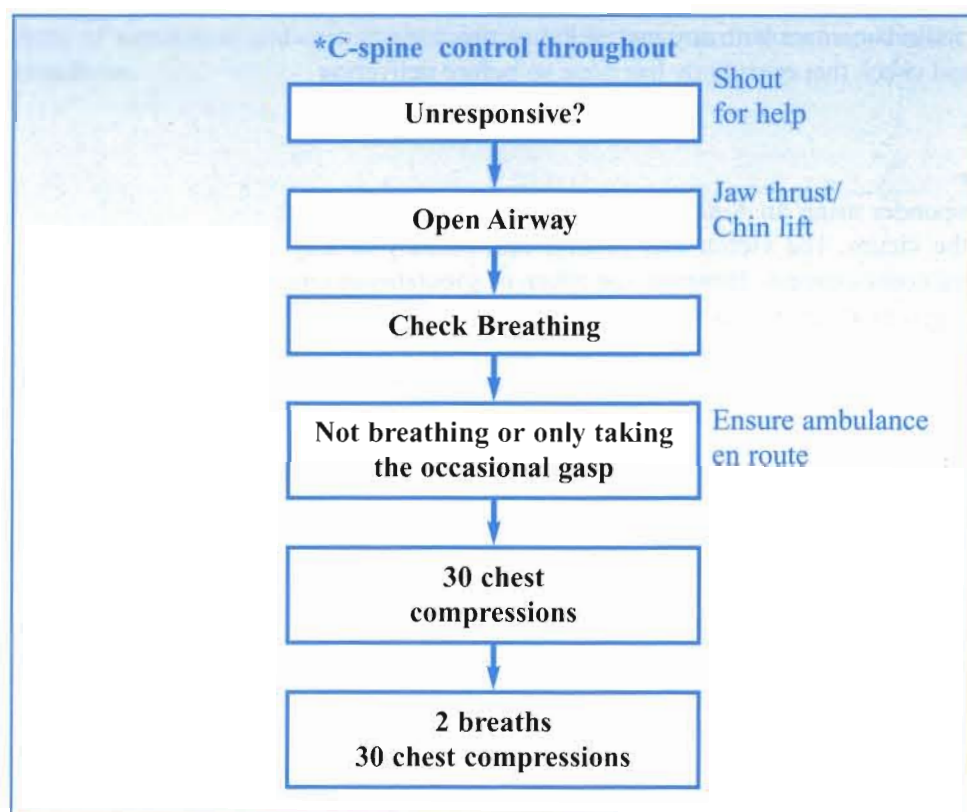 *C-spine control throughout
Unresponsive?
Shout
for help
Open Airway
Jaw thrust/
Chin lift
Check Breathing
Not breathing or only taking
the occasional gasp
Ensure ambulance
en route
30 chest
compressions
2 breaths
30 chest compressions